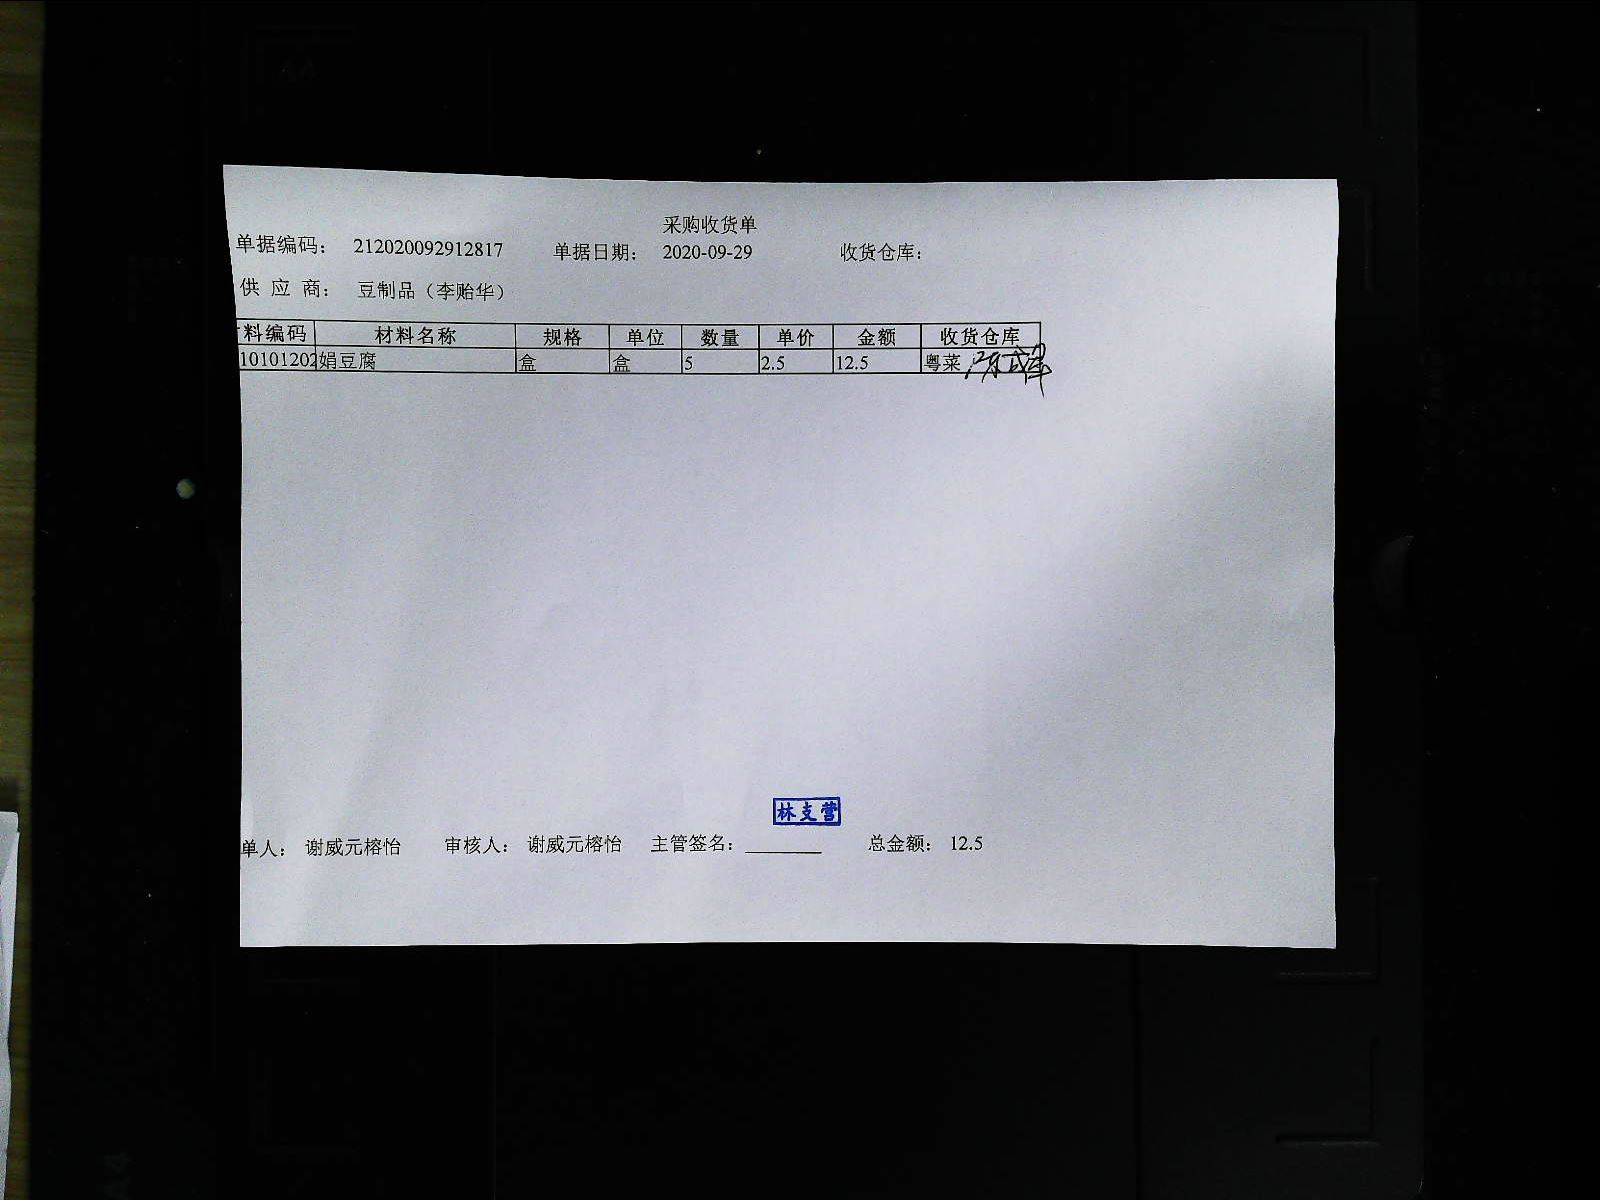 采购收货单
单据编码： 212020092912817 单据日期： 2020-09-29 收货仓库：
供 应 商： 豆制品（李贻华）
料编码 材料名称 规格 单位 数量 单价 金额 收货仓库
10101202 娟豆腐 盒 盒 5 2.5 12.5 粤菜
林支营
单人： 谢威元榕怡 审核人： 谢威元榕怡 主管签名： 总金额： 12.5